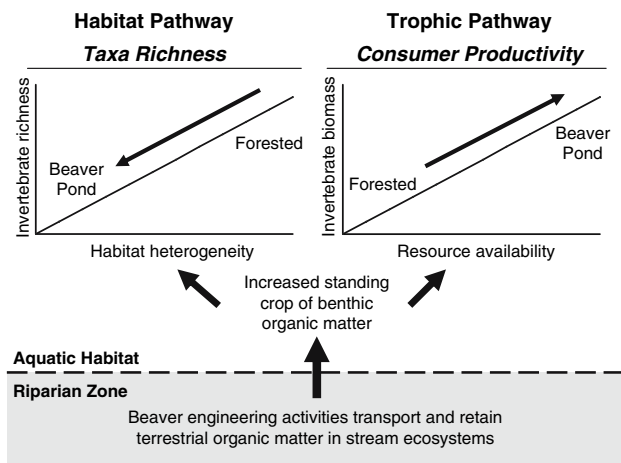 Habitat Pathway
Taxa Richness
Invertebrate richness
Beaver
Pond
Forested
Habitat heterogeneity
Trophic Pathway
Consumer Productivity
Invertebrate biomass
Forested
Beaver
Pond
Resource availability
Increased standing
crop of benthic
organic matter
Aquatic Habitat
Riparian Zone
Beaver engineering activities transport and retain
terrestrial organic matter in stream ecosystems